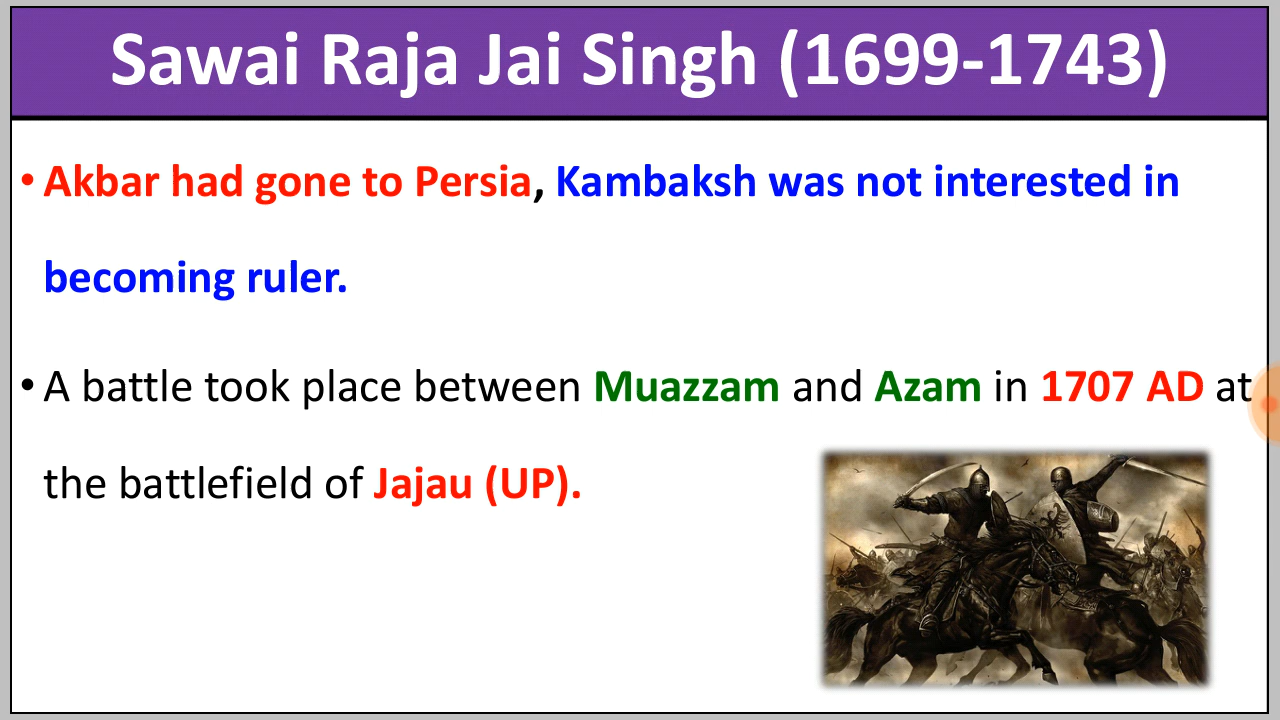 Sawai Raja Jai Singh (1699-1743)
• Akbar had gone to Persia, Kambaksh was not interested in
becoming ruler.
• A battle took place between Muazzam and Azam in 1707 AD at
the battlefield of Jajau (UP).